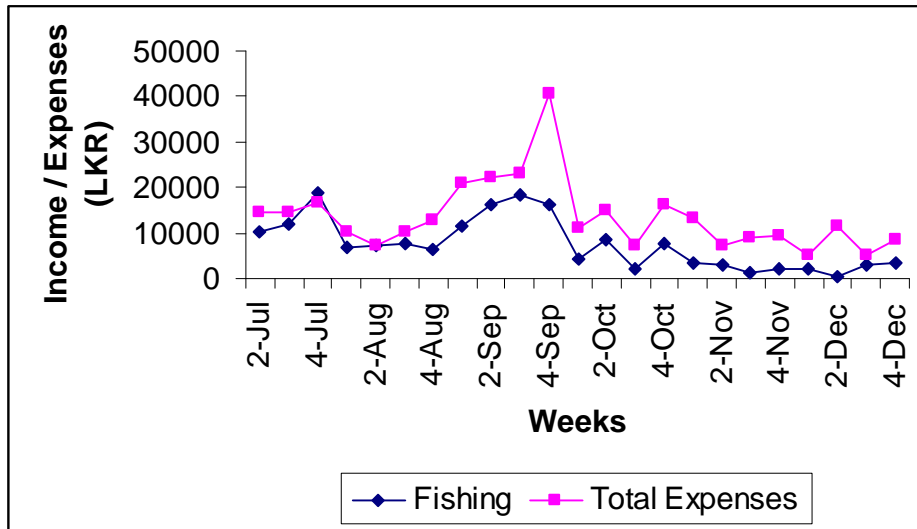 Income / Expenses
(LKR)
50000
40000
30000
20000
10000
0
2-Jul
4-Jul
2-Aug
4-Aug
2-Sep
4-Sep
2-Oct
4-Oct
2-Nov
4-Nov
2-Dec
4-Dec
Weeks
Fishing
Total Expenses